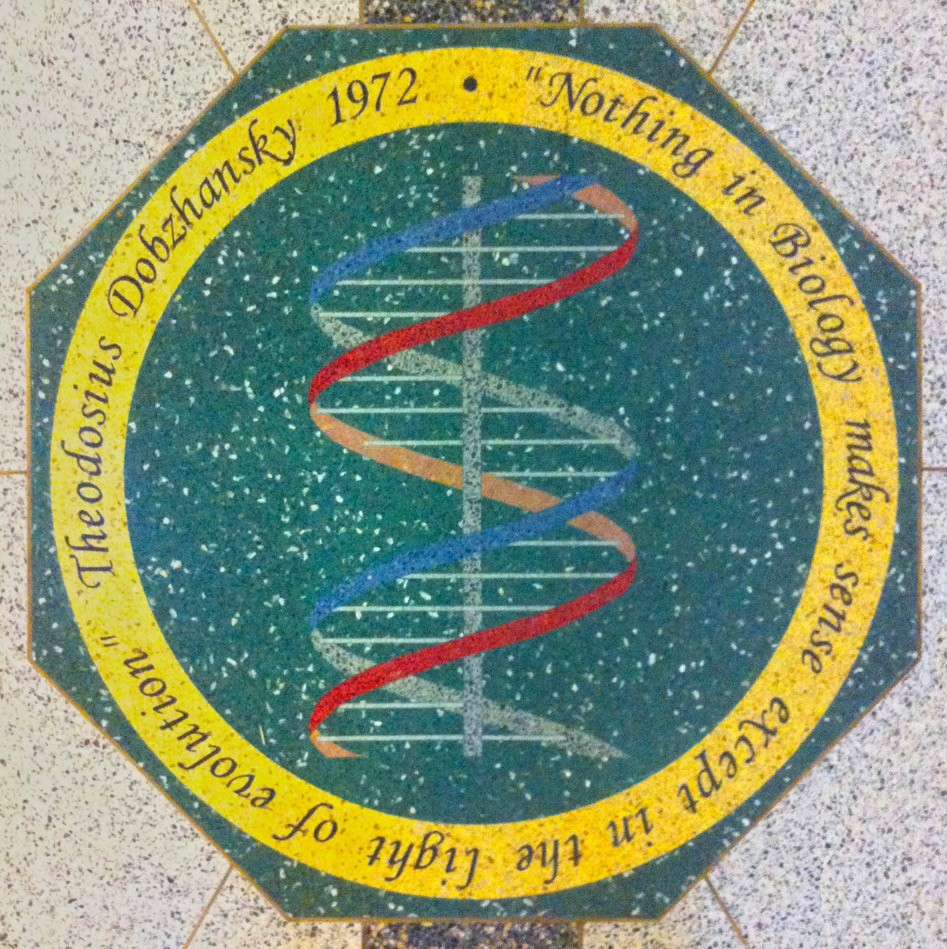 "Nothing in Biology makes sense except in the light of evolution" Theodosius Dobzhansky 1972 •